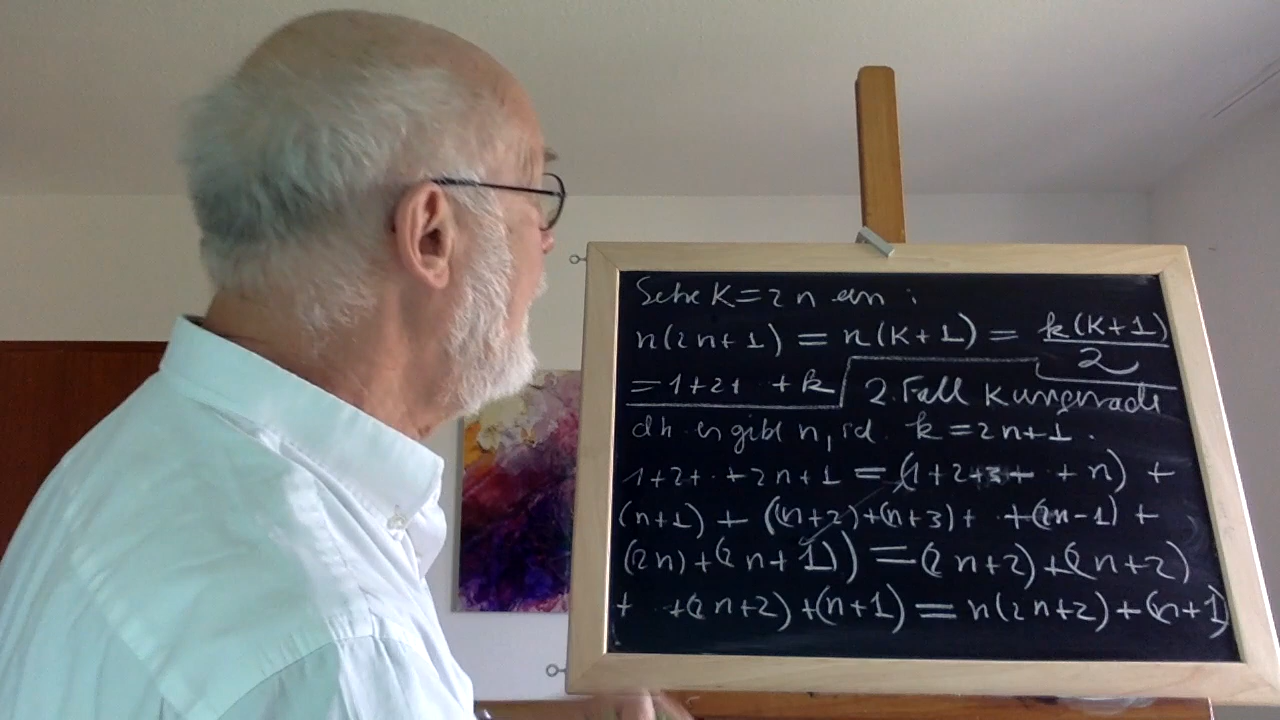 Setze K = 2n ein :
n(2n+1) = n(K+1) = k(K+1)/2
= 1+2+ +k 2. Fall K ungerade
dh. es gibt n, sd. k = 2n+1.
1+2+ · +2n+1 = (1+2+3+ +n) +
(n+1) + ((n+2)+(n+3)+ +(2n-1) +
(2n)+(2n+1)) = (2n+2)+(2n+2)
+ +(2n+2)+(n+1) = n(2n+2)+(n+1)